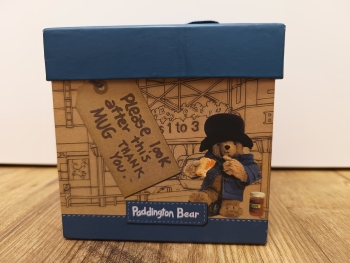 Please look
after this
MUG THANK
YOU.
1 to 3
Paddington Bear